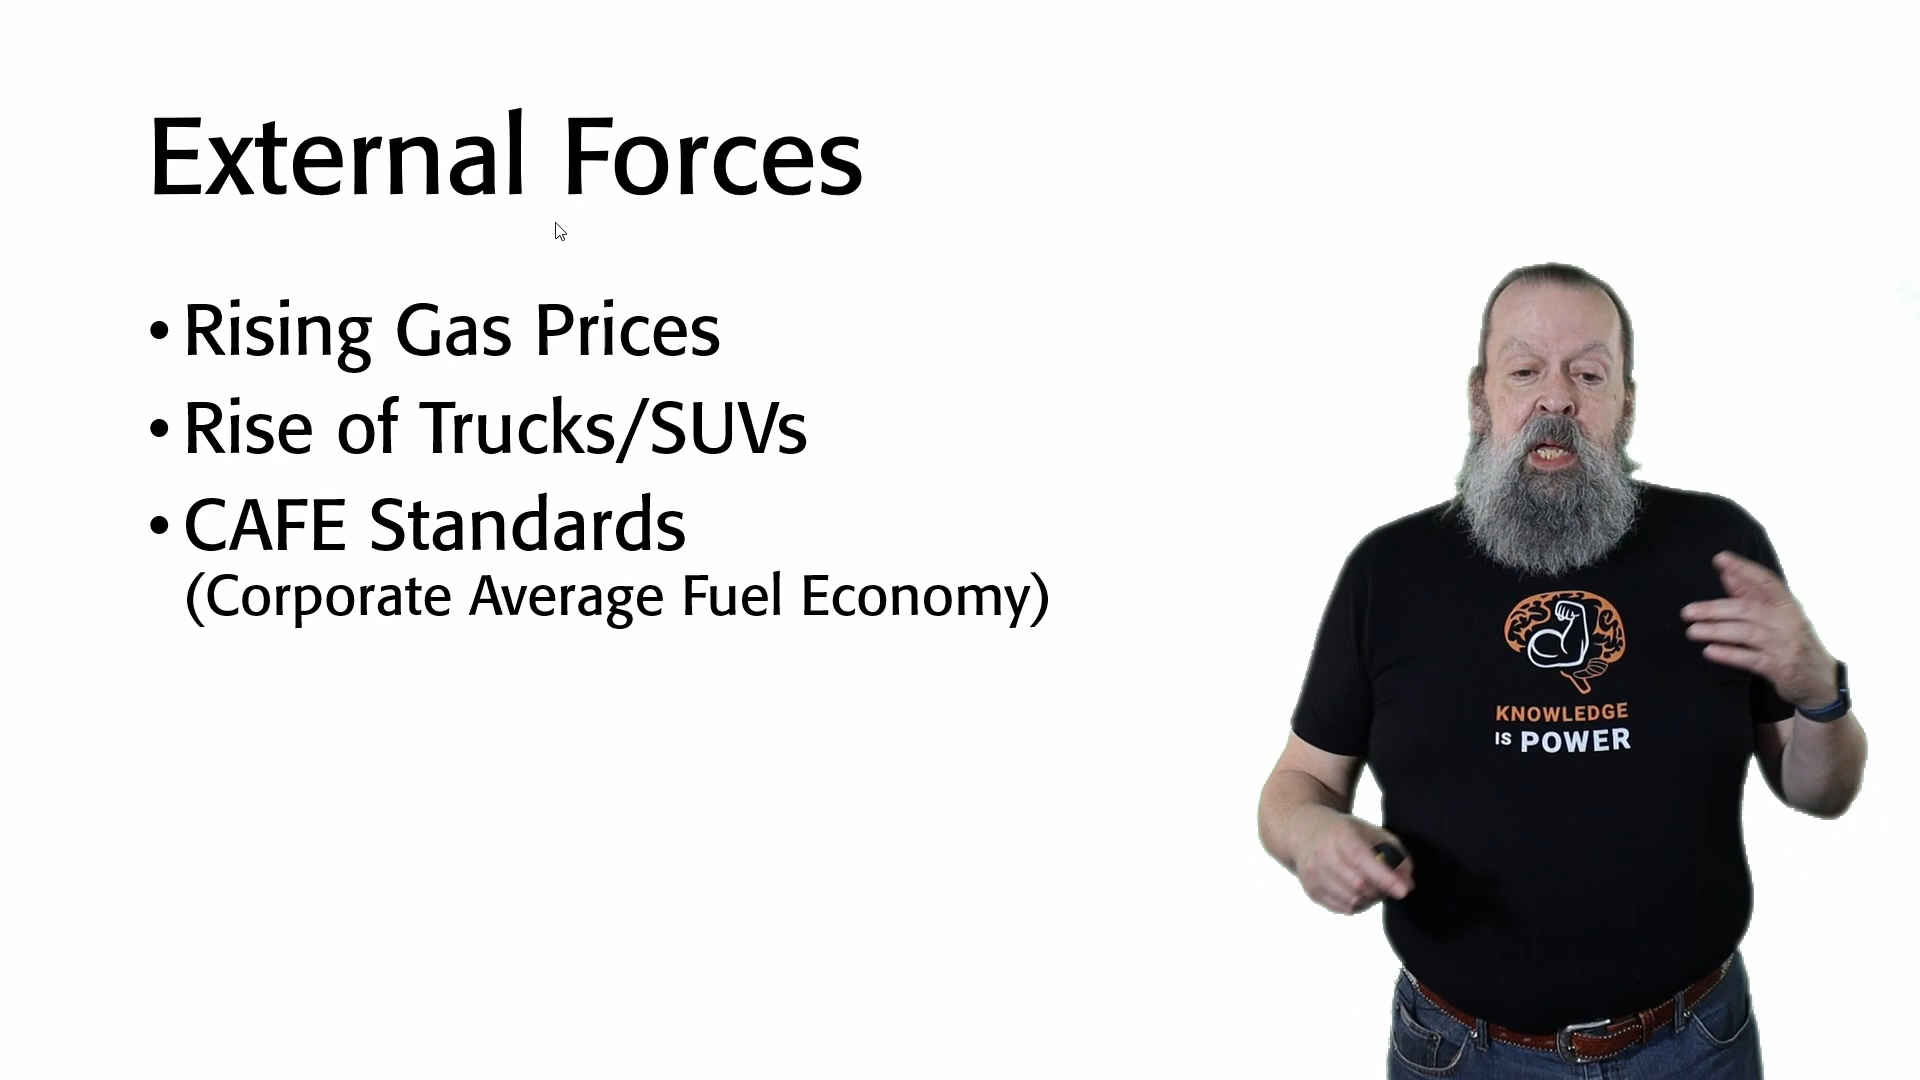 External Forces
• Rising Gas Prices
• Rise of Trucks/SUVs
• CAFE Standards
(Corporate Average Fuel Economy)
KNOWLEDGE
IS POWER